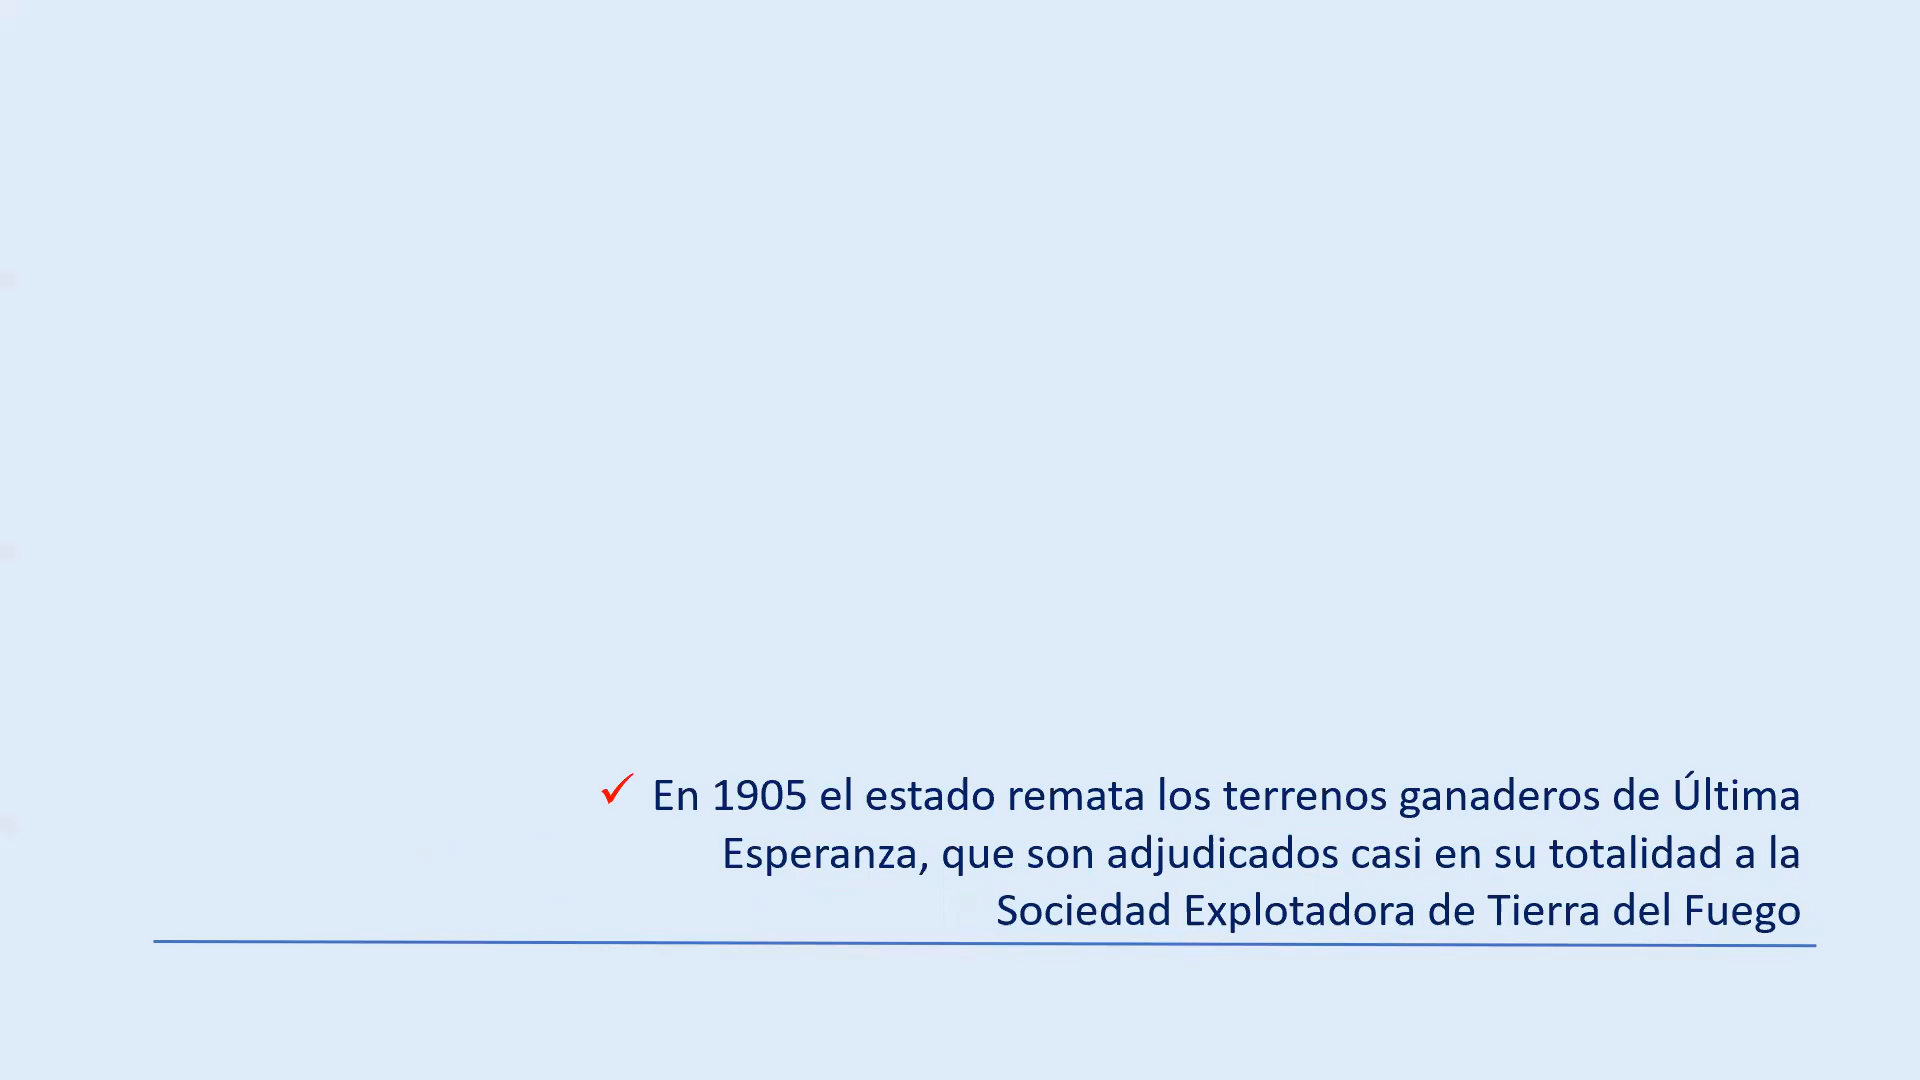 ✓ En 1905 el estado remata los terrenos ganaderos de Última
Esperanza, que son adjudicados casi en su totalidad a la
Sociedad Explotadora de Tierra del Fuego